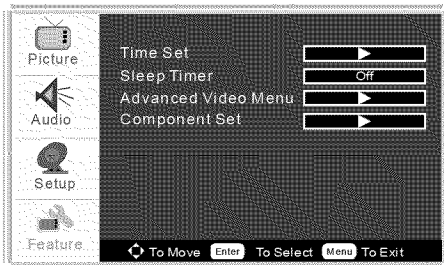 Picture
Audio
Setup
Feature
Time Set
Sleep Timer Off
Advanced Video Menu
Component Set
To Move Enter To Select Menu To Exit